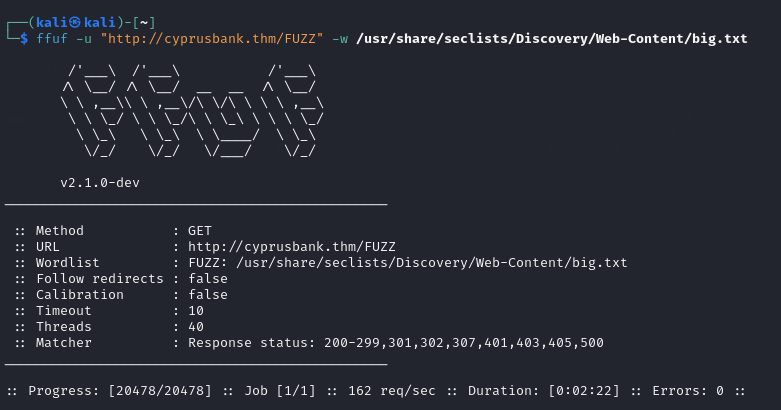 ┌──(kali㉿kali)-[~]
└─$ ffuf -u "http://cyprusbank.thm/FUZZ" -w /usr/share/seclists/Discovery/Web-Content/big.txt
v2.1.0-dev
:: Method : GET
:: URL : http://cyprusbank.thm/FUZZ
:: Wordlist : FUZZ: /usr/share/seclists/Discovery/Web-Content/big.txt
:: Follow redirects : false
:: Calibration : false
:: Timeout : 10
:: Threads : 40
:: Matcher : Response status: 200-299,301,302,307,401,403,405,500
:: Progress: [20478/20478] :: Job [1/1] :: 162 req/sec :: Duration: [0:02:22] :: Errors: 0 ::